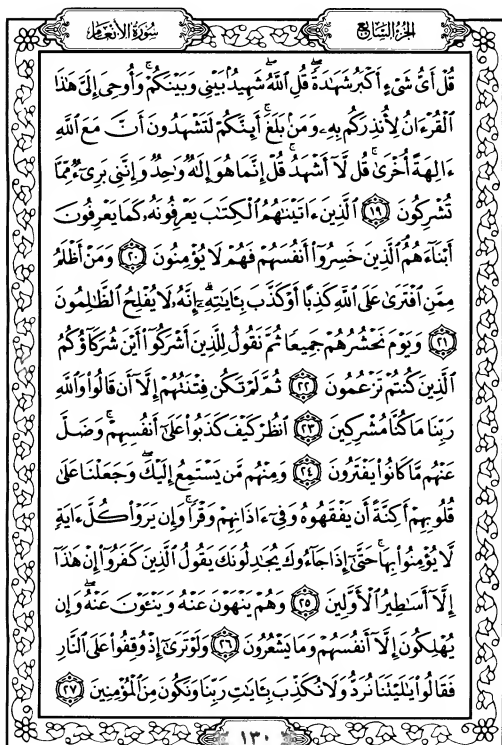 سورة الأنعام
الجزء السابع
قُلْ أَىُّ شَىْءٍ أَكْبَرُ شَهَٰدَةًۖ قُلِ ٱللَّهُۖ شَهِيدٌۢ بَيْنِى وَبَيْنَكُمْۚ وَأُوحِىَ إِلَىَّ هَٰذَا
ٱلْقُرْءَانُ لِأُنذِرَكُم بِهِۦ وَمَنۢ بَلَغَۚ أَئِنَّكُمْ لَتَشْهَدُونَ أَنَّ مَعَ ٱللَّهِ
ءَالِهَةً أُخْرَىٰۚ قُل لَّآ أَشْهَدُۚ قُلْ إِنَّمَا هُوَ إِلَٰهٌ وَٰحِدٌ وَإِنَّنِى بَرِىٓءٌ مِّمَّا
تُشْرِكُونَ ١٩ ٱلَّذِينَ ءَاتَيْنَٰهُمُ ٱلْكِتَٰبَ يَعْرِفُونَهُۥ كَمَا يَعْرِفُونَ
أَبْنَآءَهُمُ ٱلَّذِينَ خَسِرُوٓا۟ أَنفُسَهُمْ فَهُمْ لَا يُؤْمِنُونَ ٢٠ وَمَنْ أَظْلَمُ
مِمَّنِ ٱفْتَرَىٰ عَلَى ٱللَّهِ كَذِبًا أَوْ كَذَّبَ بِـَٔايَٰتِهِۦٓۗ إِنَّهُۥ لَا يُفْلِحُ ٱلظَّٰلِمُونَ
٢١ وَيَوْمَ نَحْشُرُهُمْ جَمِيعًا ثُمَّ نَقُولُ لِلَّذِينَ أَشْرَكُوٓا۟ أَيْنَ شُرَكَآؤُكُمُ
ٱلَّذِينَ كُنتُمْ تَزْعُمُونَ ٢٢ ثُمَّ لَمْ تَكُن فِتْنَتُهُمْ إِلَّآ أَن قَالُوا۟ وَٱللَّهِ
رَبِّنَا مَا كُنَّا مُشْرِكِينَ ٢٣ ٱنظُرْ كَيْفَ كَذَبُوا۟ عَلَىٰٓ أَنفُسِهِمْۚ وَضَلَّ
عَنْهُم مَّا كَانُوا۟ يَفْتَرُونَ ٢٤ وَمِنْهُم مَّن يَسْتَمِعُ إِلَيْكَۖ وَجَعَلْنَا عَلَىٰ
قُلُوبِهِمْ أَكِنَّةً أَن يَفْقَهُوهُ وَفِىٓ ءَاذَانِهِمْ وَقْرًاۚ وَإِن يَرَوْا۟ كُلَّ ءَايَةٍ
لَّا يُؤْمِنُوا۟ بِهَاۚ حَتَّىٰٓ إِذَا جَآءُوكَ يُجَٰدِلُونَكَ يَقُولُ ٱلَّذِينَ كَفَرُوٓا۟ إِنْ هَٰذَآ
إِلَّآ أَسَٰطِيرُ ٱلْأَوَّلِينَ ٢٥ وَهُمْ يَنْهَوْنَ عَنْهُ وَيَنْـَٔوْنَ عَنْهُۖ وَإِن
يُهْلِكُونَ إِلَّآ أَنفُسَهُمْ وَمَا يَشْعُرُونَ ٢٦ وَلَوْ تَرَىٰٓ إِذْ وُقِفُوا۟ عَلَى ٱلنَّارِ
فَقَالُوا۟ يَٰلَيْتَنَا نُرَدُّ وَلَا نُكَذِّبَ بِـَٔايَٰتِ رَبِّنَا وَنَكُونَ مِنَ ٱلْمُؤْمِنِينَ ٢٧
١٣٠